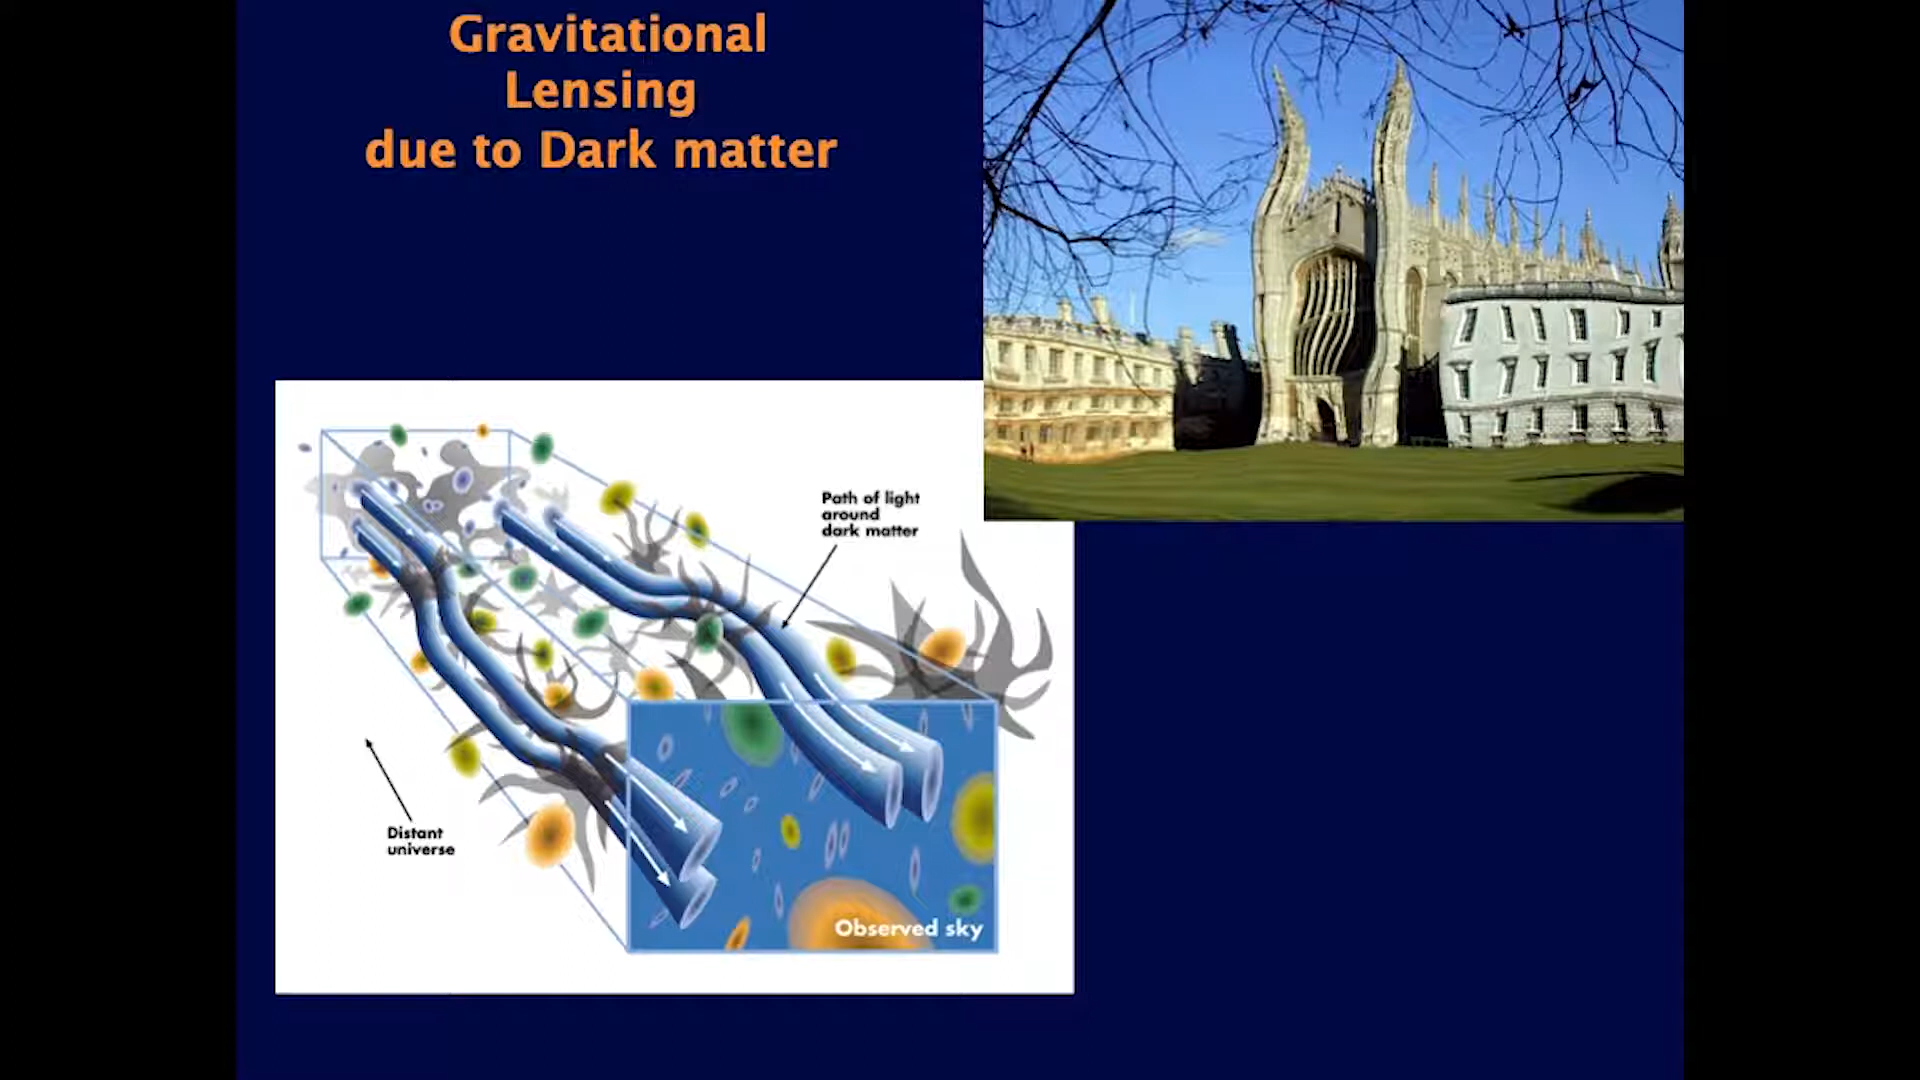 Gravitational
Lensing
due to Dark matter
Path of light
around
dark matter
Distant
universe
Observed sky